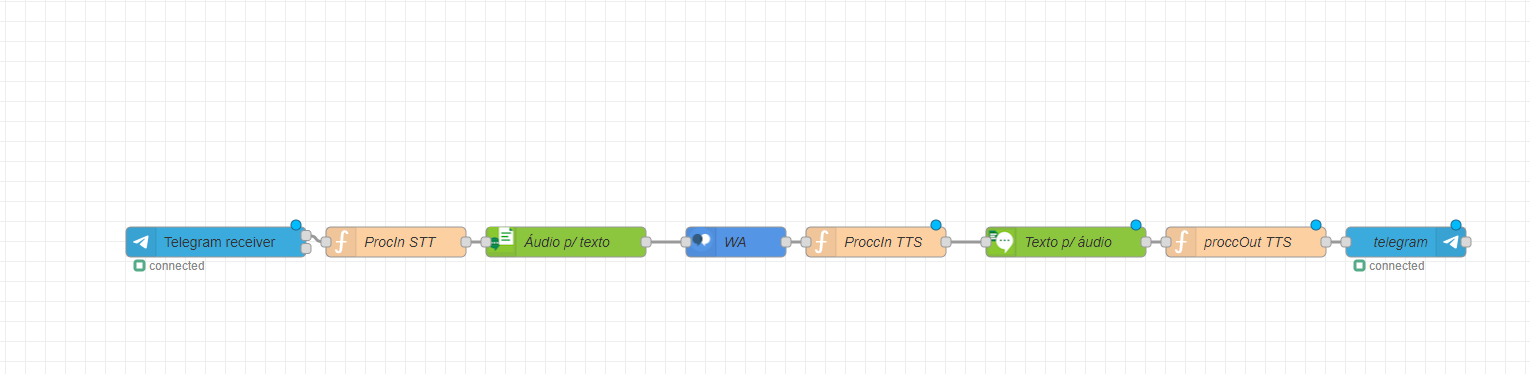 Telegram receiver
ProcIn STT
Áudio p/ texto
WA
ProccIn TTS
Texto p/ áudio
proccOut TTS
telegram
connected
connected